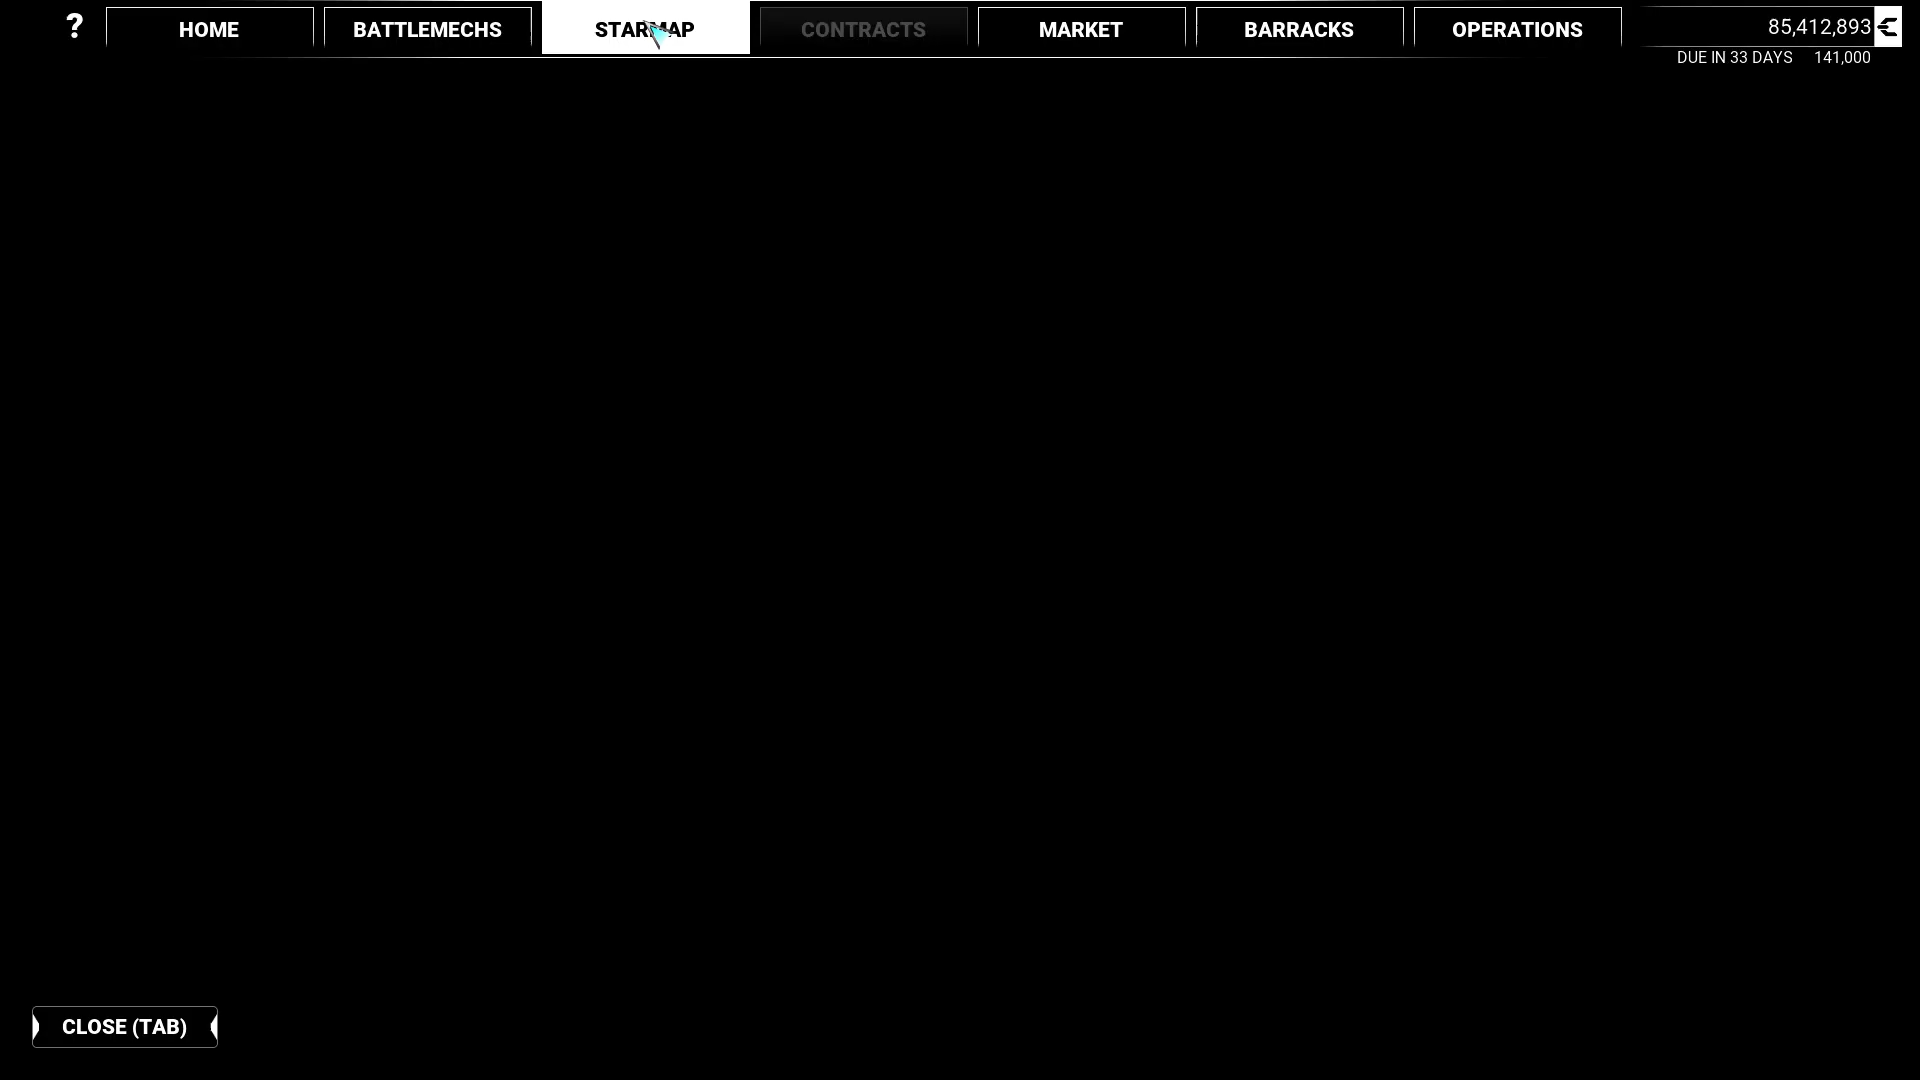 ?
HOME
BATTLEMECHS
STARMAP
CONTRACTS
MARKET
BARRACKS
OPERATIONS
85,412,893
DUE IN 33 DAYS 141,000
CLOSE (TAB)